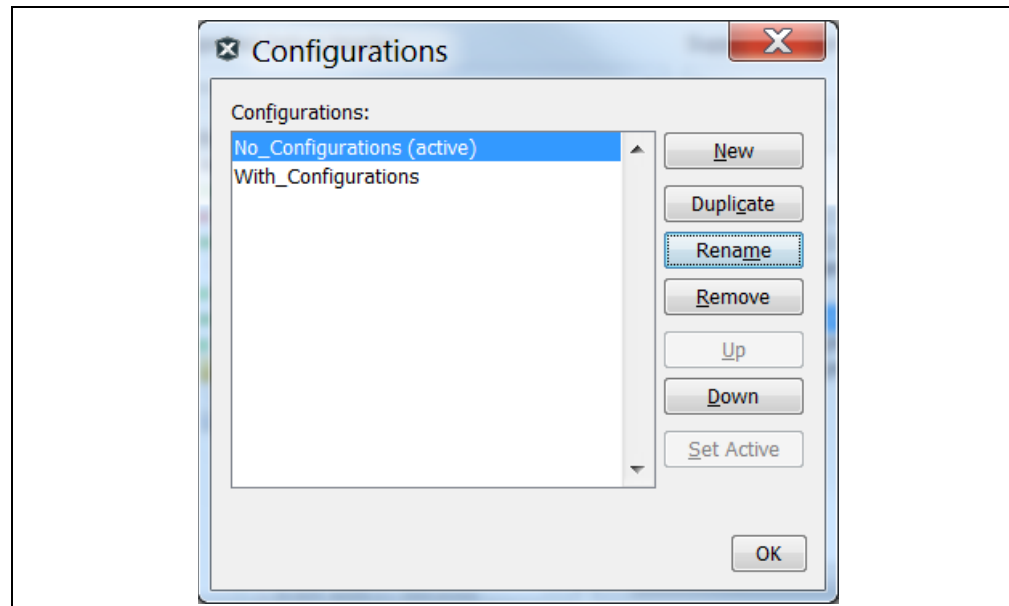 Configurations
Configurations:
No_Configurations (active)
With_Configurations
New
Duplicate
Rename
Remove
Up
Down
Set Active
OK